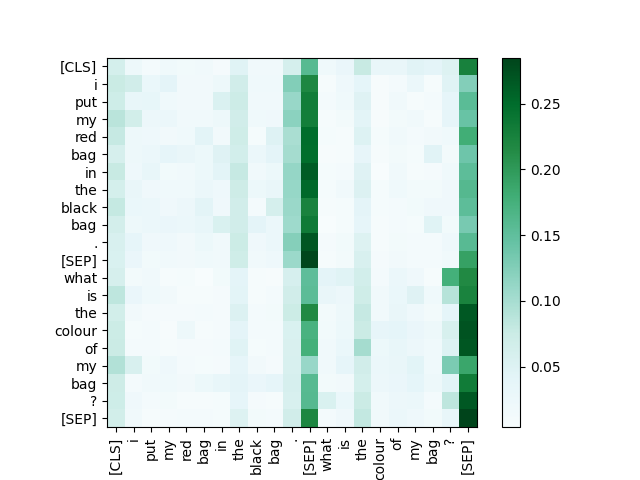 [CLS]
i
put
my
red
bag
in
the
black
bag
.
[SEP]
what
is
the
colour
of
my
bag
?
[SEP]
[CLS] i put my red bag in the black bag . [SEP] what is the colour of my bag ? [SEP]
0.25
0.20
0.15
0.10
0.05